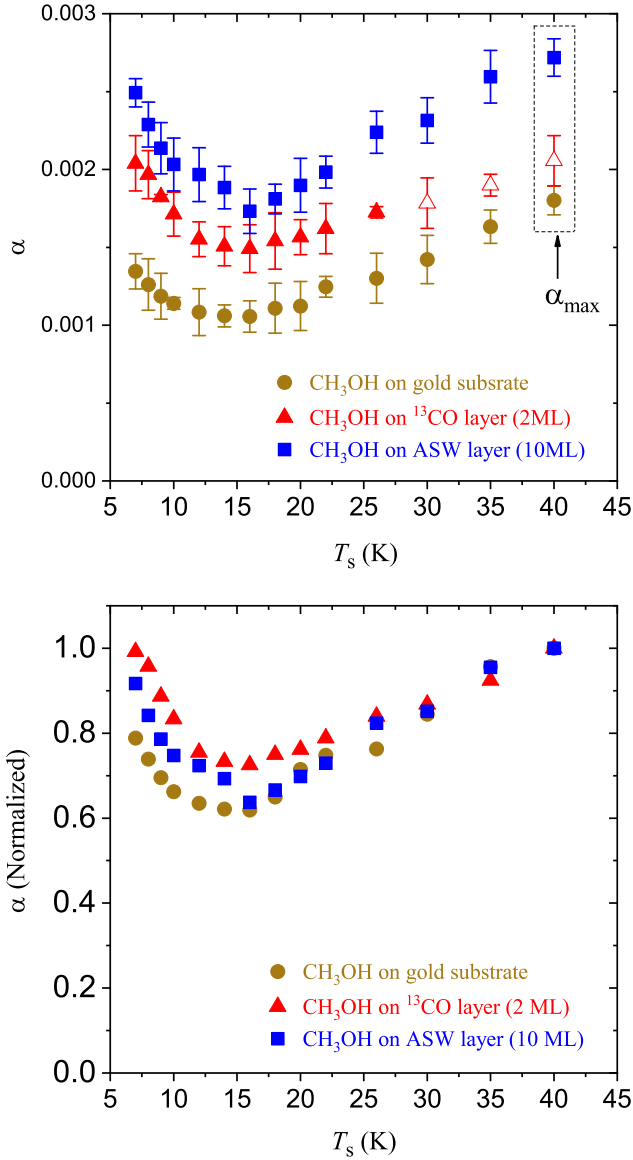 0.003
0.002
0.001
0.000
α
α_max
CH₃OH on gold subsrate
CH₃OH on ¹³CO layer (2ML)
CH₃OH on ASW layer (10ML)
5 10 15 20 25 30 35 40 45
T_s (K)
1.0
0.8
0.6
0.4
0.2
0.0
α (Normalized)
CH₃OH on gold substrate
CH₃OH on ¹³CO layer (2 ML)
CH₃OH on ASW layer (10 ML)
5 10 15 20 25 30 35 40 45
T_s (K)